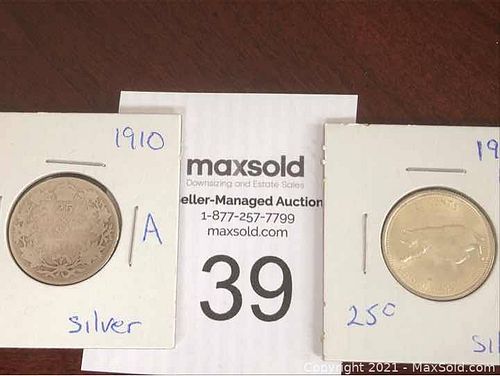 1910
A
silver
maxsold
Downsizing and Estate Sales
eller-Managed Auction
1-877-257-7799
maxsold.com
39
19
25¢
sil
Copyright 2021 - MaxSold.com